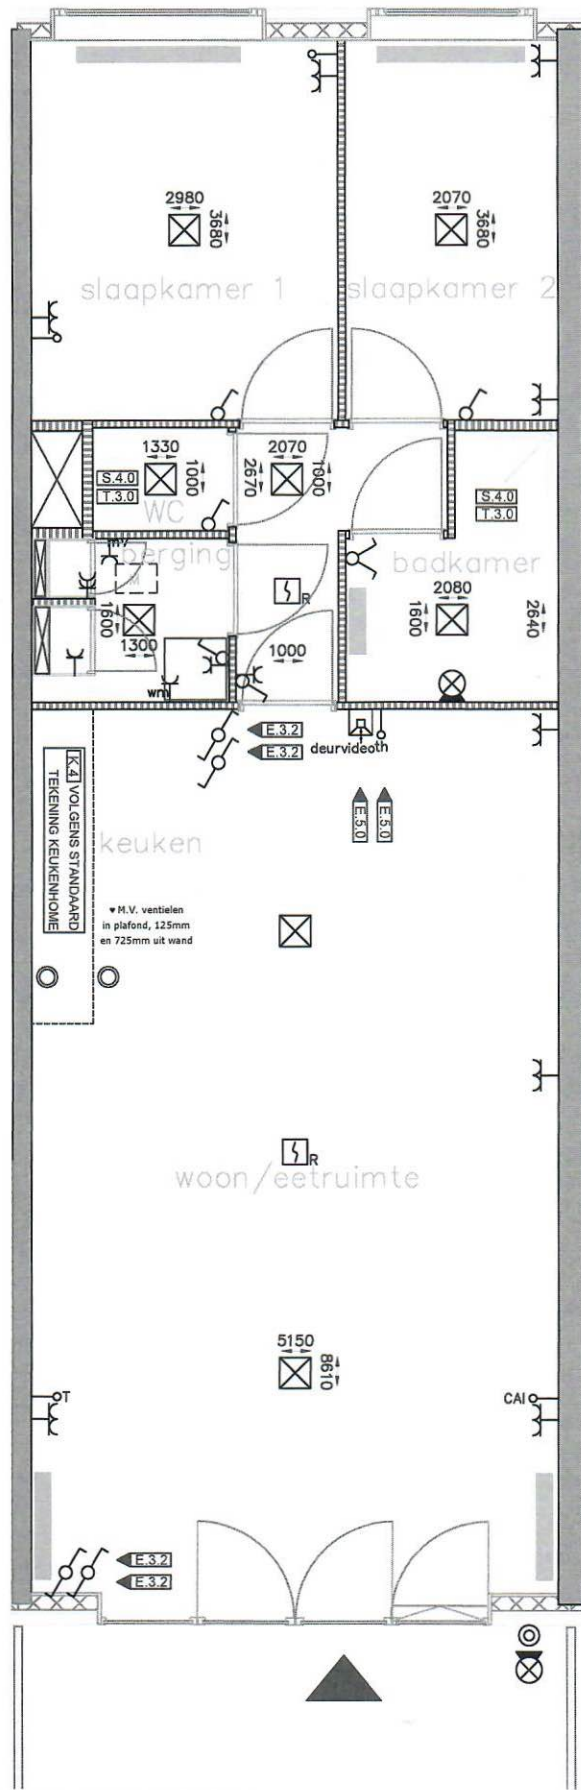 2980
3680
slaapkamer 1
2070
3680
slaapkamer 2
1330
1000
S.4.0
T.3.0
WC
2070
2670
1600
S.4.0
T.3.0
mv
berging
M
1600
1300
wm
R
1000
badkamer
2080
1600
2640
E.3.2
E.3.2
deurvideo
th
E.5.0
E.5.0
K.4 VOLGENS STANDAARD
TEKENING KEUKENHOME
keuken
♥ M.V. ventielen
in plafond, 125mm
en 725mm uit wand
R
woon/eetruimte
5150
8610
T
CAI
E.3.2
E.3.2